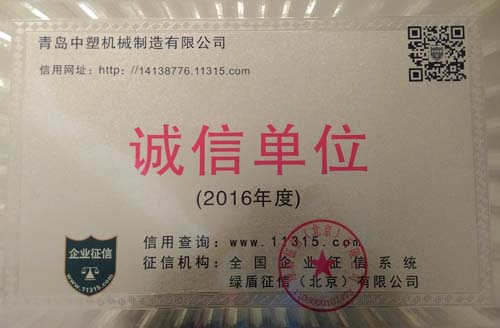 青岛中塑机械制造有限公司
信用网址：http：//14138776.11315.com
诚信单位
(2016年度)
信用查询：www.11315.com
征信机构：全国企业征信系统
绿盾征信（北京）有限公司
企业征信
www.11315.com